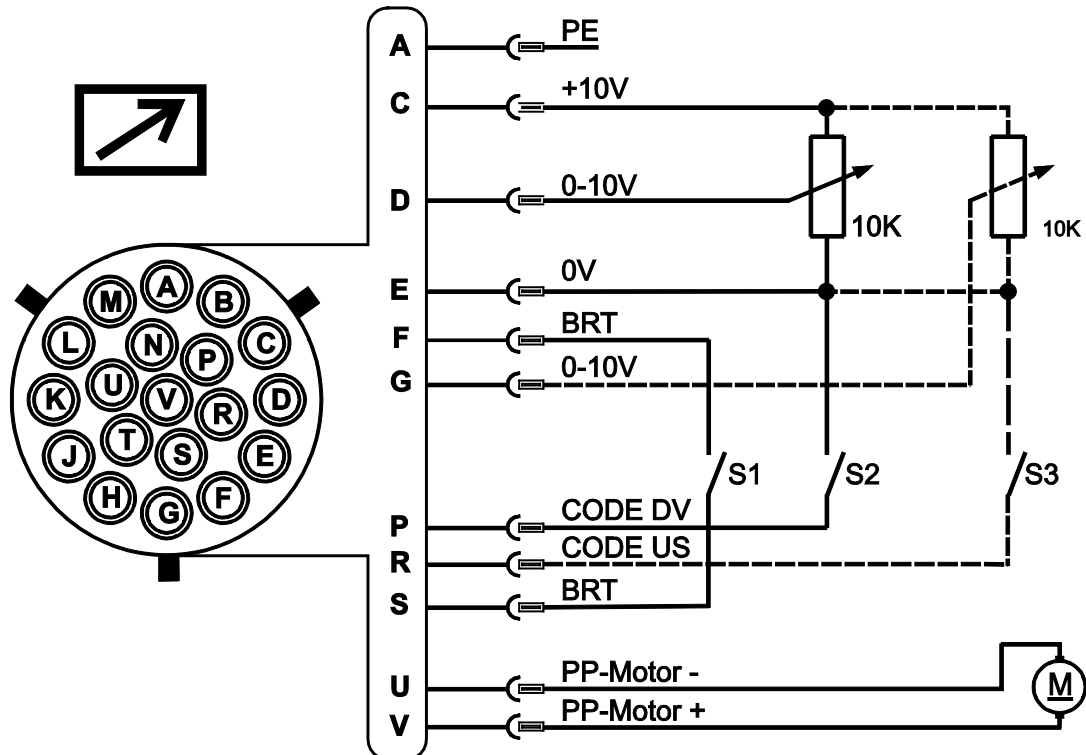 A PE
C +10V
D 0-10V
10K
10K
E 0V
F BRT
G 0-10V
M A B
L N P C
K U V R D
J T S E
H G F
S1 S2 S3
P CODE DV
R CODE US
S BRT
U PP-Motor -
M
V PP-Motor +